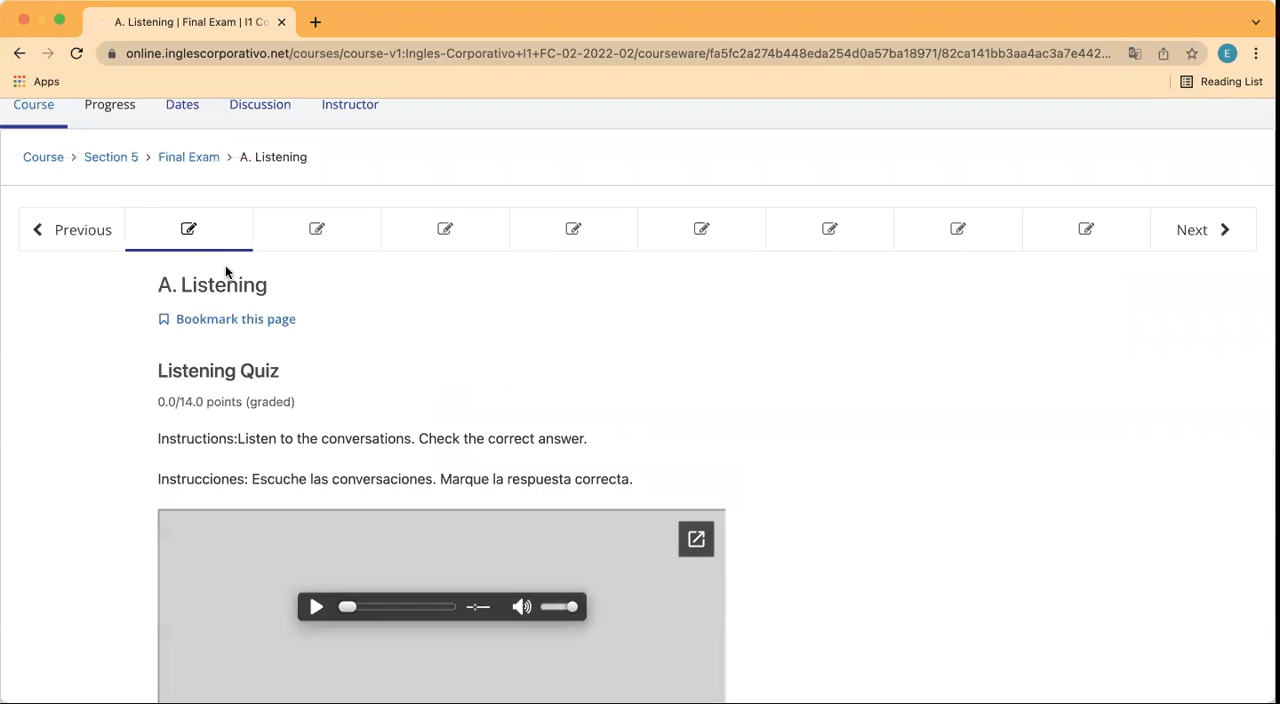 A. Listening | Final Exam | I1 Co
online.inglescorporativo.net/courses/course-v1:Ingles-Corporativo+I1+FC-02-2022-02/courseware/fa5fc2a274b448eda254d0a57ba18971/82ca141bb3aa4ac3a7e442...
E
Apps
Reading List
Course Progress Dates Discussion Instructor
Course > Section 5 > Final Exam > A. Listening
Previous
Next
A. Listening
Bookmark this page
Listening Quiz
0.0/14.0 points (graded)
Instructions:Listen to the conversations. Check the correct answer.
Instrucciones: Escuche las conversaciones. Marque la respuesta correcta.
--:--